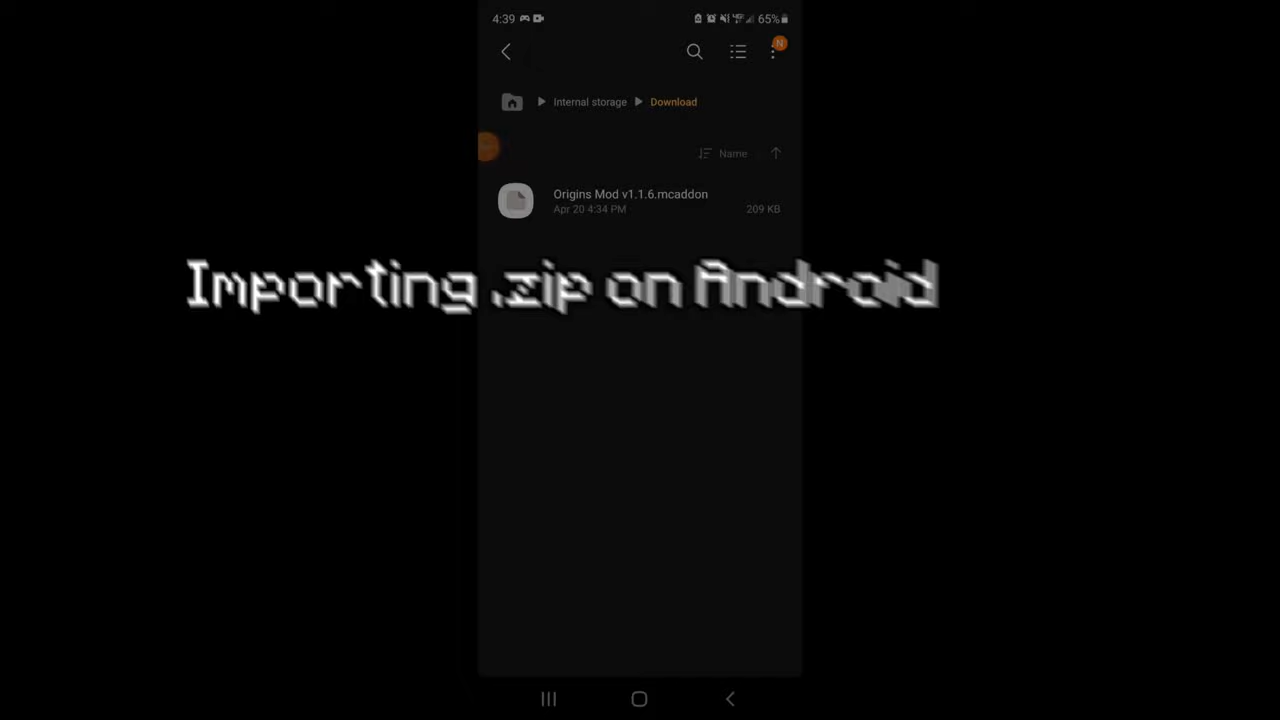 4:39
65%
N
Internal storage
Download
Name
Origins Mod v1.1.6.mcaddon
Apr 20 4:34 PM
209 KB
Importing .zip on Android